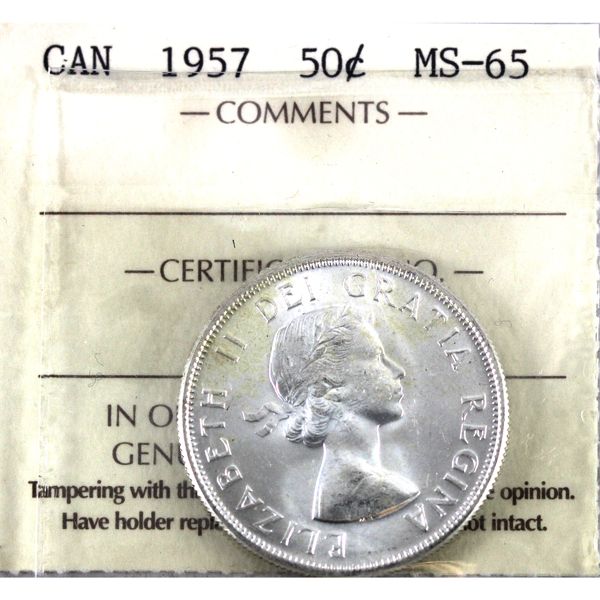 CAN 1957 50¢ MS-65
— COMMENTS —
— CERTIFIC O. —
IN O
GENU
Tampering with th e opinion.
Have holder repl ot intact.
ELIZABETH II DEI GRATIA REGINA